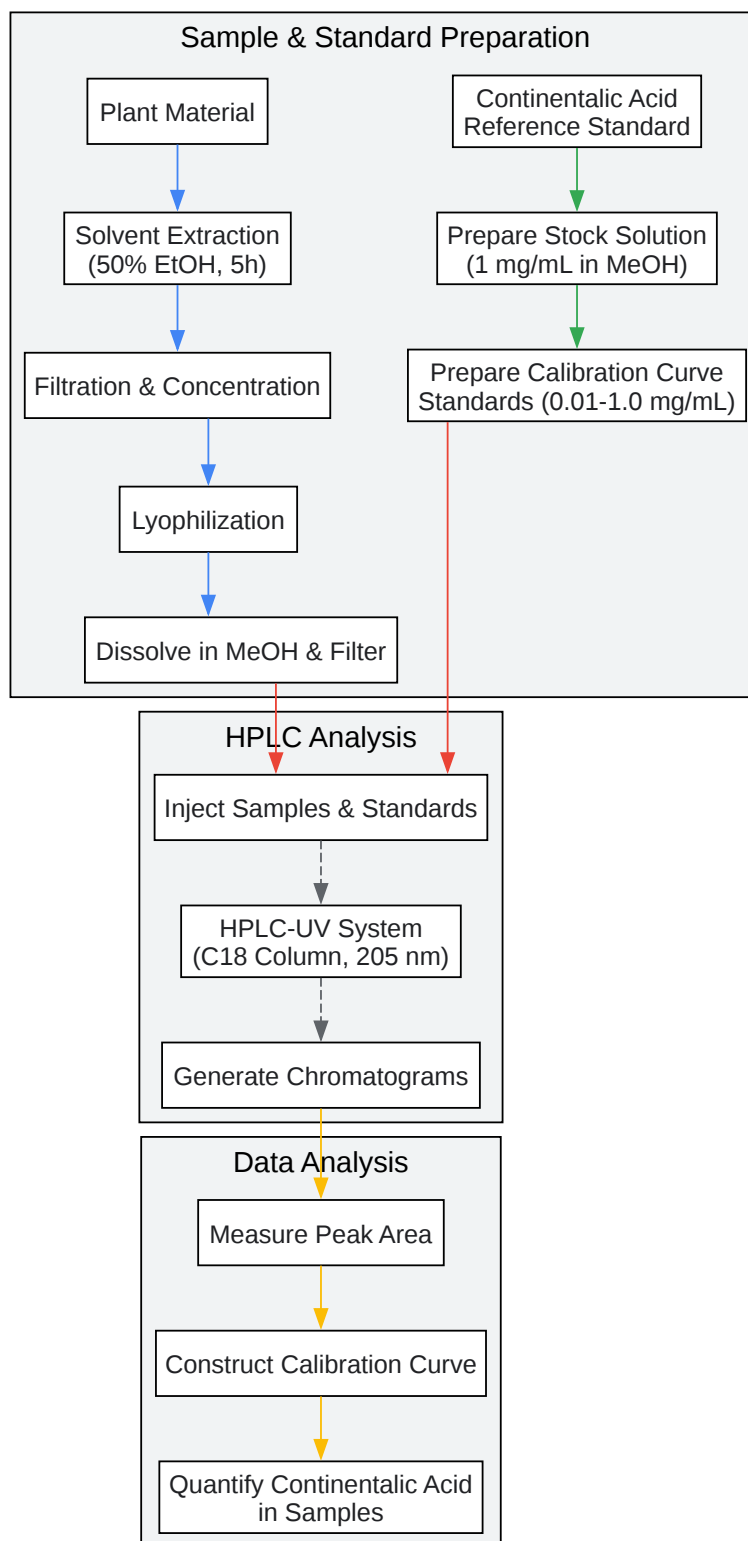 Sample & Standard Preparation
Plant Material
Continentalic Acid
Reference Standard
Solvent Extraction
(50% EtOH, 5h)
Prepare Stock Solution
(1 mg/mL in MeOH)
Filtration & Concentration
Prepare Calibration Curve
Standards (0.01-1.0 mg/mL)
Lyophilization
Dissolve in MeOH & Filter
HPLC Analysis
Inject Samples & Standards
HPLC-UV System
(C18 Column, 205 nm)
Generate Chromatograms
Data Analysis
Measure Peak Area
Construct Calibration Curve
Quantify Continentalic Acid
in Samples